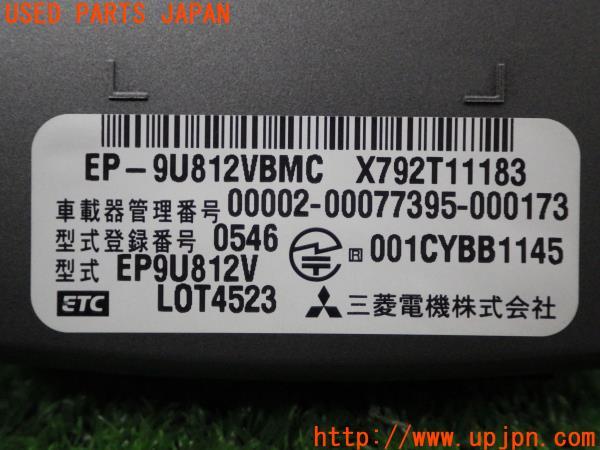 USED PARTS JAPAN
EP-9U812VBMC X792T11183
車載器管理番号 00002-00077395-000173
型式登録番号 0546 R 001CYBB1145
型式 EP9U812V
ETC LOT4523 三菱電機株式会社
UPJ
www.upjpn.com